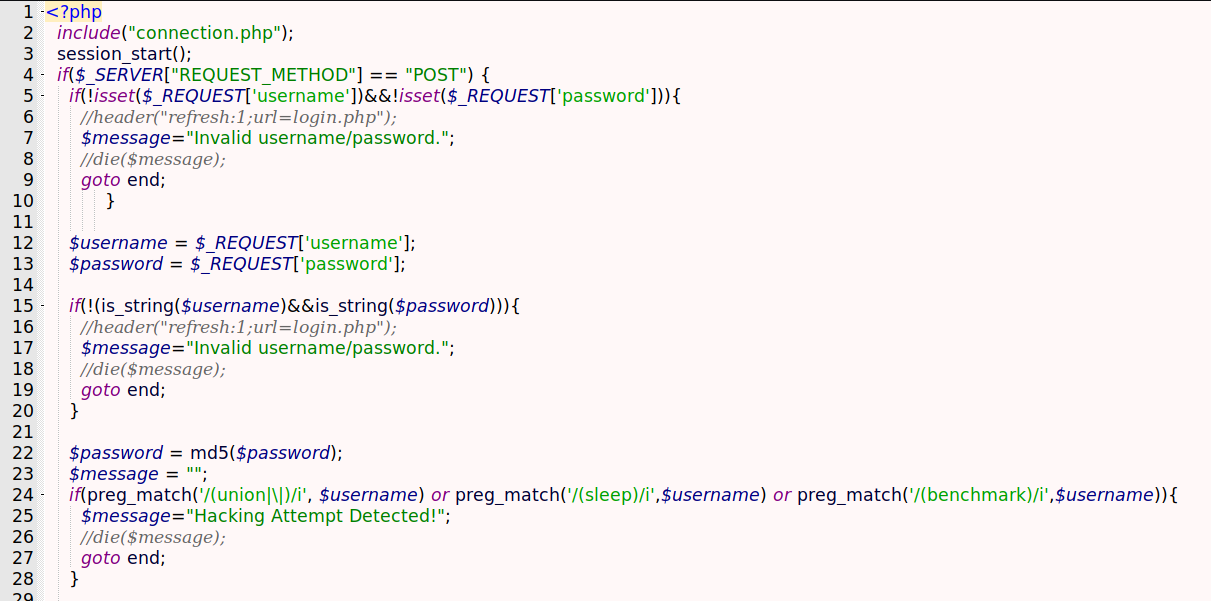 1 <?php
2 include("connection.php");
3 session_start();
4 if($_SERVER["REQUEST_METHOD"] == "POST") {
5 if(!isset($_REQUEST['username'])&&!isset($_REQUEST['password'])){
6 //header("refresh:1;url=login.php");
7 $message="Invalid username/password.";
8 //die($message);
9 goto end;
10 }
11
12 $username = $_REQUEST['username'];
13 $password = $_REQUEST['password'];
14
15 if(!(is_string($username)&&is_string($password))){
16 //header("refresh:1;url=login.php");
17 $message="Invalid username/password.";
18 //die($message);
19 goto end;
20 }
21
22 $password = md5($password);
23 $message = "";
24 if(preg_match('/(union|\|)/i', $username) or preg_match('/(sleep)/i',$username) or preg_match('/(benchmark)/i',$username)){
25 $message="Hacking Attempt Detected!";
26 //die($message);
27 goto end;
28 }
29